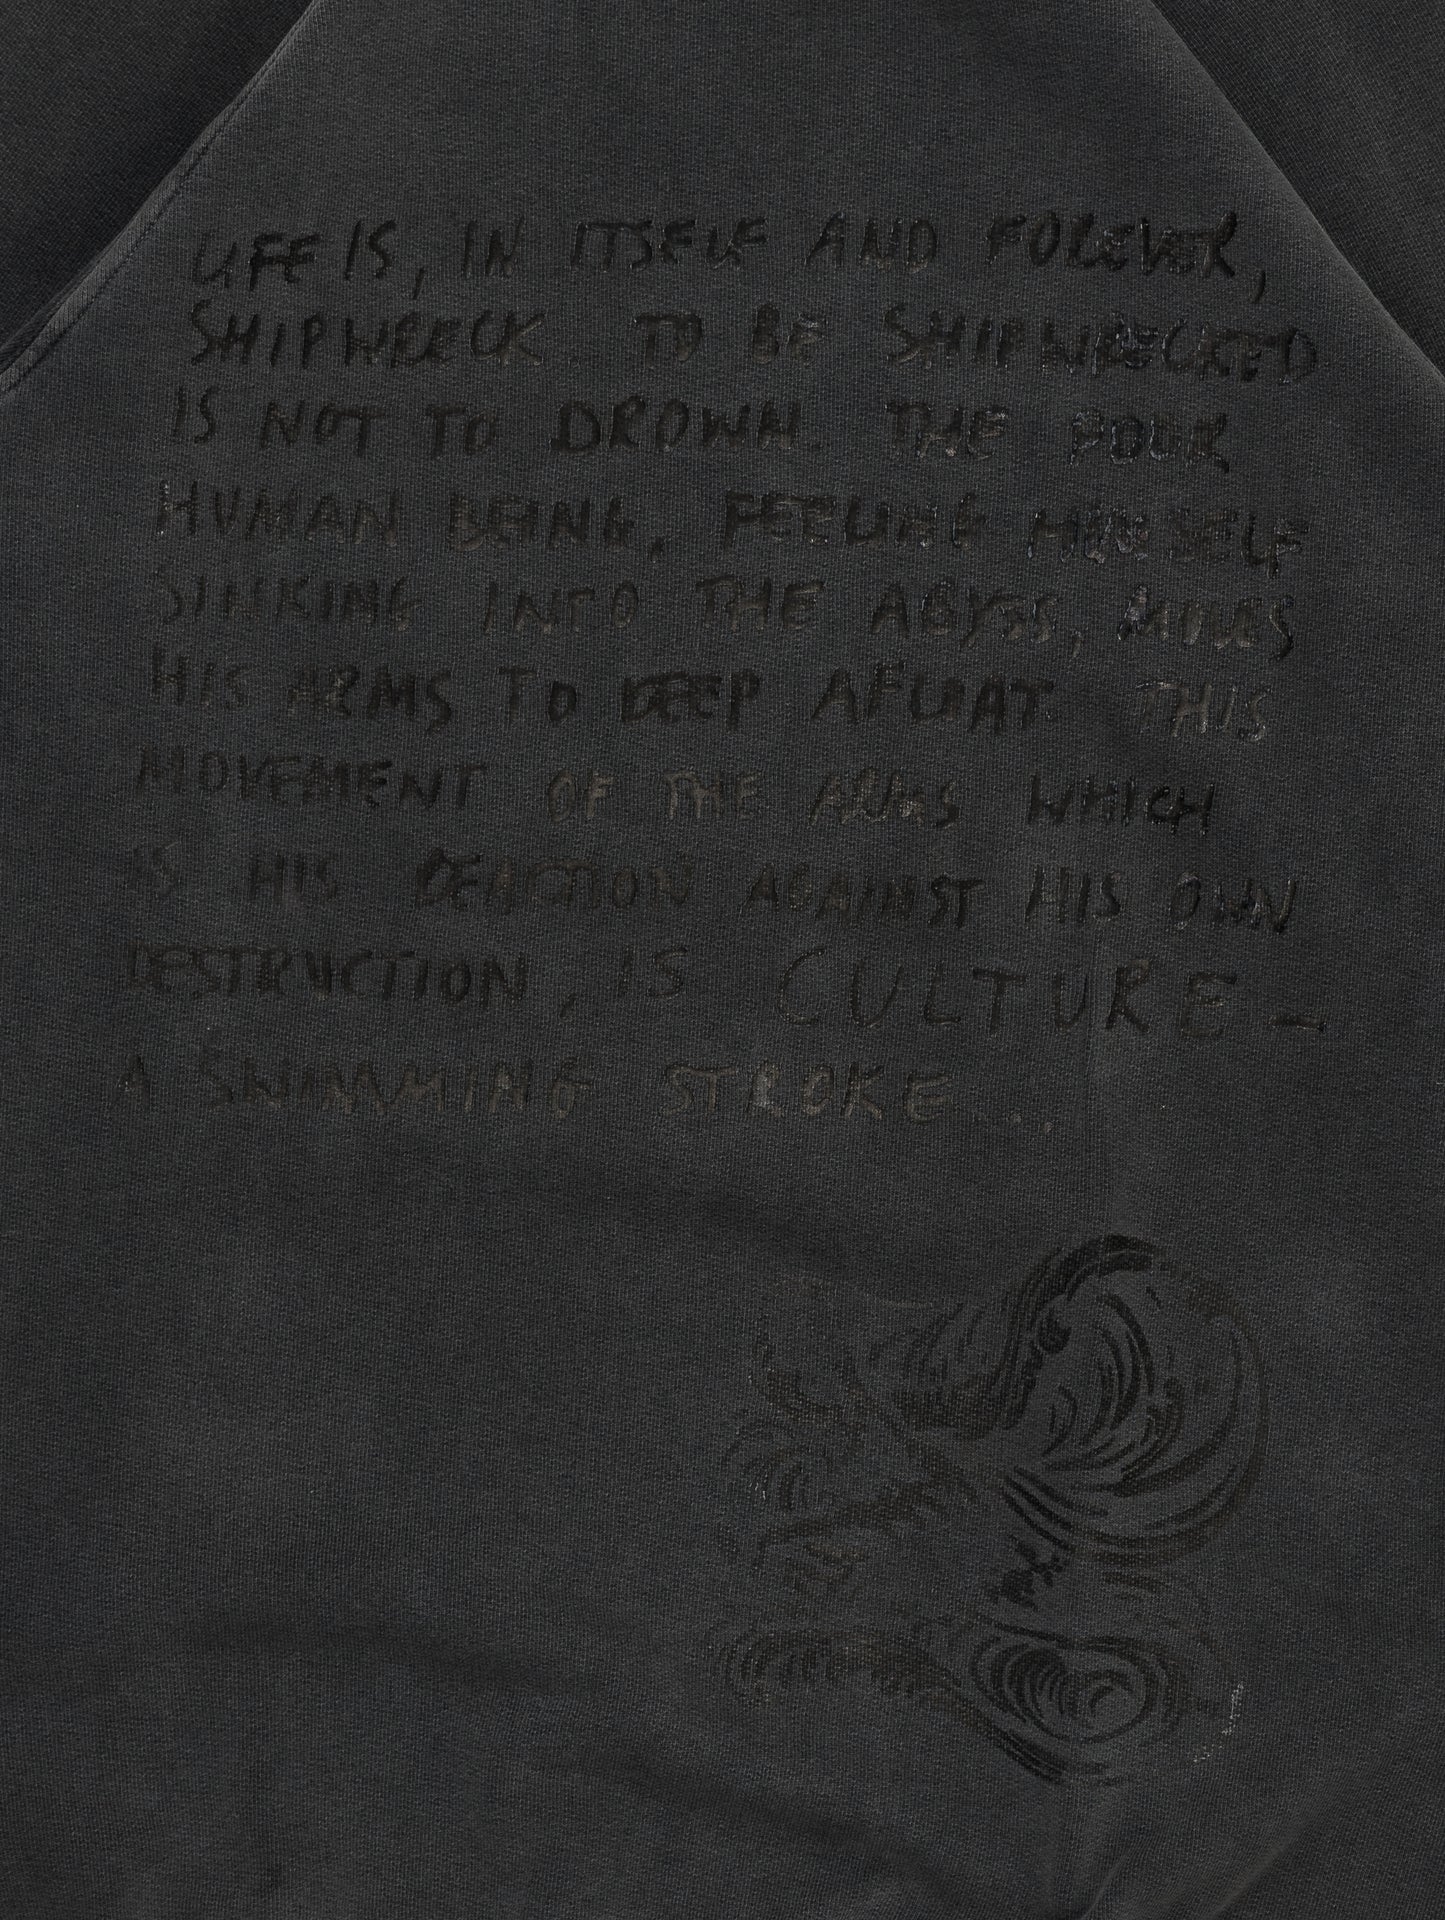 LIFE IS, IN ITSELF AND FOREVER,
SHIPWRECK. TO BE SHIPWRECKED
IS NOT TO DROWN. THE POOR
HUMAN BEING, FEELING HIMSELF
SINKING INTO THE ABYSS, MOVES
HIS ARMS TO KEEP AFLOAT. THIS
MOVEMENT OF THE ARMS WHICH
IS HIS REACTION AGAINST HIS OWN
DESTRUCTION, IS CULTURE –
A SWIMMING STROKE...